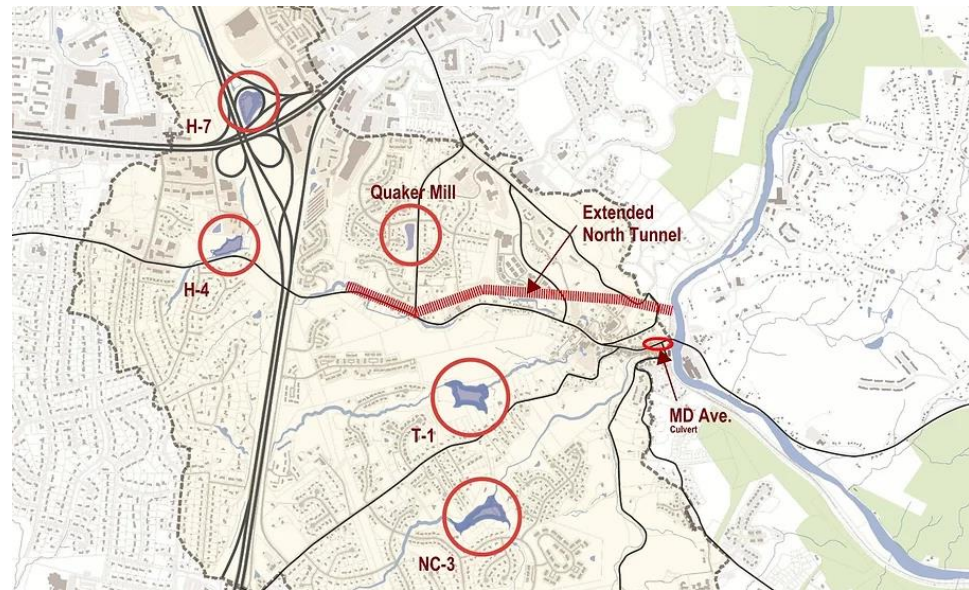 H-7
Quaker Mill
Extended
North Tunnel
H-4
MD Ave.
Culvert
T-1
NC-3